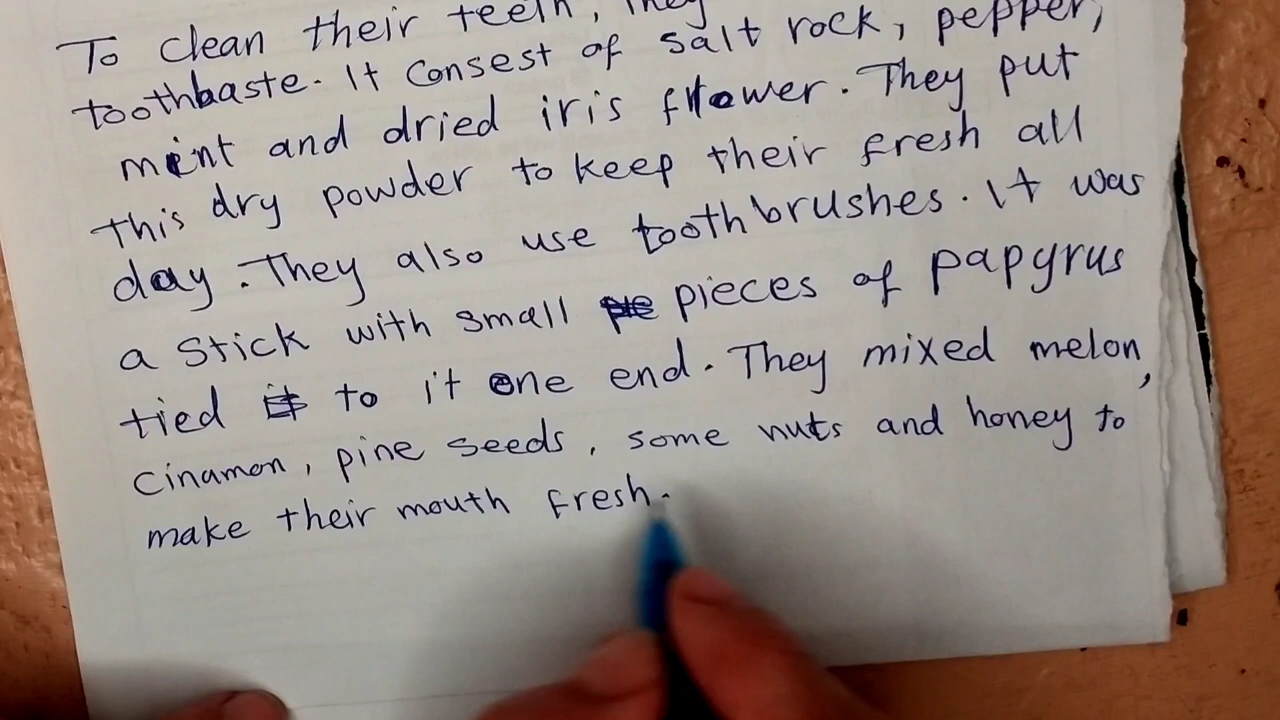 To clean their teeth, they
toothbaste. It consest of salt rock, pepper,
mint and dried iris flower. They put
this dry powder to keep their fresh all
day. They also use toothbrushes. It was
a stick with small pieces of papyrus
tied to it one end. They mixed melon,
cinamon, pine seeds, some nuts and honey to
make their mouth fresh.